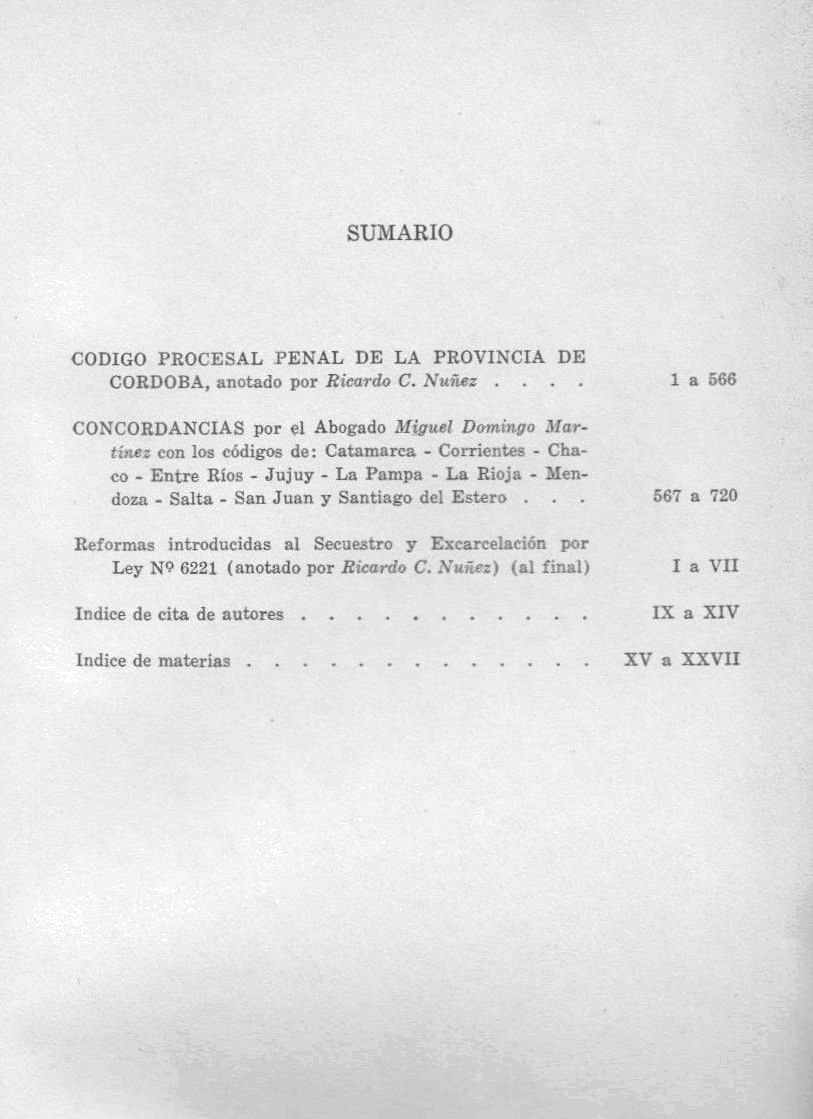 SUMARIO
CODIGO PROCESAL PENAL DE LA PROVINCIA DE
CORDOBA, anotado por Ricardo C. Nuñez . . . . 1 a 566
CONCORDANCIAS por el Abogado Miguel Domingo Mar-
tínez con los códigos de: Catamarca - Corrientes - Cha-
co - Entre Ríos - Jujuy - La Pampa - La Rioja - Men-
doza - Salta - San Juan y Santiago del Estero . . . 567 a 720
Reformas introducidas al Secuestro y Excarcelación por
Ley Nº 6221 (anotado por Ricardo C. Nuñez) (al final) I a VII
Indice de cita de autores . . . . . . . . . . . IX a XIV
Indice de materias . . . . . . . . . . . . . XV a XXVII